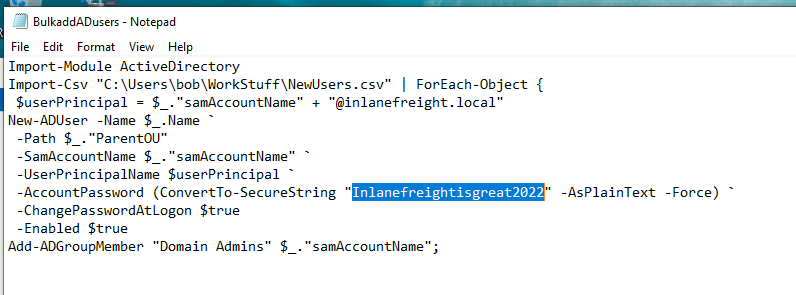 BulkaddADusers - Notepad
File Edit Format View Help
Import-Module ActiveDirectory
Import-Csv "C:\Users\bob\WorkStuff\NewUsers.csv" | ForEach-Object {
$userPrincipal = $_."samAccountName" + "@inlanefreight.local"
New-ADUser -Name $_.Name `
-Path $_."ParentOU" `
-SamAccountName $_."samAccountName" `
-UserPrincipalName $userPrincipal `
-AccountPassword (ConvertTo-SecureString "Inlanefreightisgreat2022" -AsPlainText -Force) `
-ChangePasswordAtLogon $true `
-Enabled $true
Add-ADGroupMember "Domain Admins" $_."samAccountName";